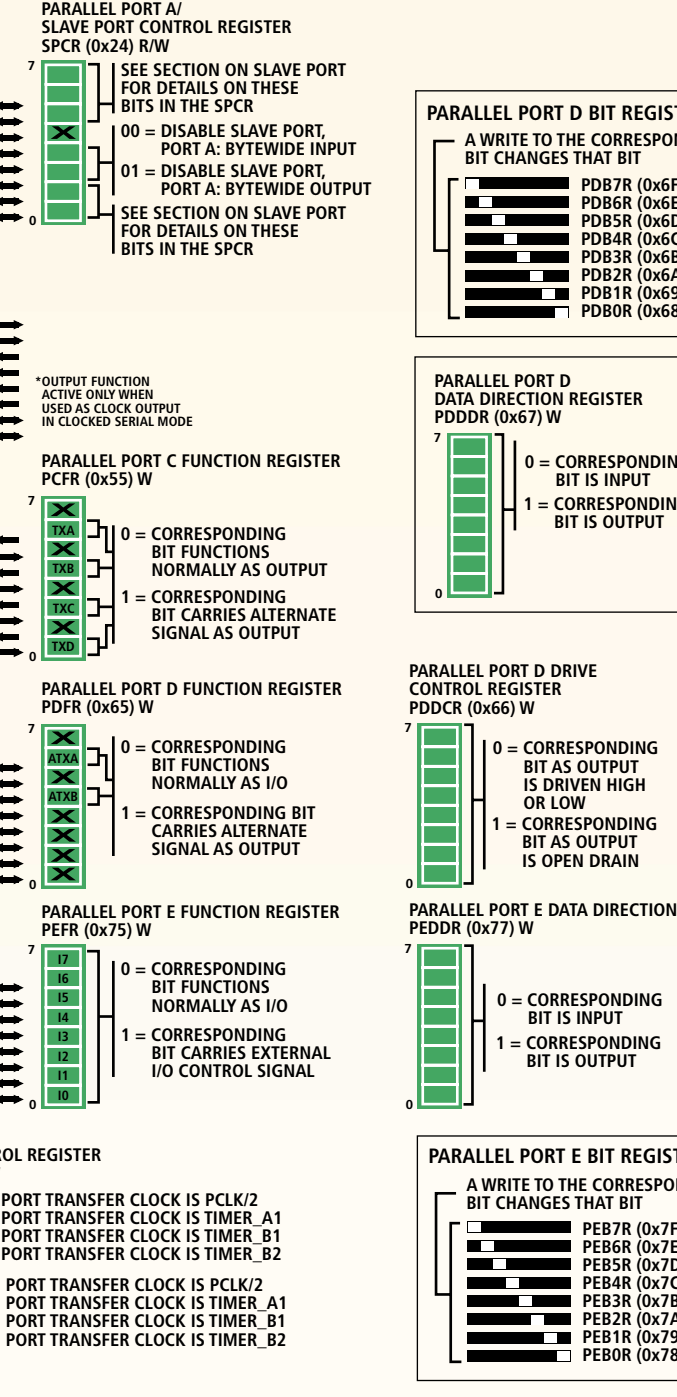 PARALLEL PORT A/
SLAVE PORT CONTROL REGISTER
SPCR (0x24) R/W
7
SEE SECTION ON SLAVE PORT
FOR DETAILS ON THESE
BITS IN THE SPCR
00 = DISABLE SLAVE PORT,
PORT A: BYTEWIDE INPUT
01 = DISABLE SLAVE PORT,
PORT A: BYTEWIDE OUTPUT
SEE SECTION ON SLAVE PORT
FOR DETAILS ON THESE
BITS IN THE SPCR
0
*OUTPUT FUNCTION
ACTIVE ONLY WHEN
USED AS CLOCK OUTPUT
IN CLOCKED SERIAL MODE
PARALLEL PORT C FUNCTION REGISTER
PCFR (0x55) W
7
TXA
TXB
TXC
TXD
0
0 = CORRESPONDING
BIT FUNCTIONS
NORMALLY AS OUTPUT
1 = CORRESPONDING
BIT CARRIES ALTERNATE
SIGNAL AS OUTPUT
PARALLEL PORT D FUNCTION REGISTER
PDFR (0x65) W
7
ATXA
ATXB
0
0 = CORRESPONDING
BIT FUNCTIONS
NORMALLY AS I/O
1 = CORRESPONDING BIT
CARRIES ALTERNATE
SIGNAL AS OUTPUT
PARALLEL PORT E FUNCTION REGISTER
PEFR (0x75) W
7
I7
I6
I5
I4
I3
I2
I1
I0
0
0 = CORRESPONDING
BIT FUNCTIONS
NORMALLY AS I/O
1 = CORRESPONDING
BIT CARRIES EXTERNAL
I/O CONTROL SIGNAL
OL REGISTER
PORT TRANSFER CLOCK IS PCLK/2
PORT TRANSFER CLOCK IS TIMER_A1
PORT TRANSFER CLOCK IS TIMER_B1
PORT TRANSFER CLOCK IS TIMER_B2
PORT TRANSFER CLOCK IS PCLK/2
PORT TRANSFER CLOCK IS TIMER_A1
PORT TRANSFER CLOCK IS TIMER_B1
PORT TRANSFER CLOCK IS TIMER_B2
PARALLEL PORT D BIT REGIST
A WRITE TO THE CORRESPON
BIT CHANGES THAT BIT
PDB7R (0x6F
PDB6R (0x6E
PDB5R (0x6D
PDB4R (0x6C
PDB3R (0x6B
PDB2R (0x6A
PDB1R (0x69
PDB0R (0x68
PARALLEL PORT D
DATA DIRECTION REGISTER
PDDDR (0x67) W
7
0 = CORRESPONDIN
BIT IS INPUT
1 = CORRESPONDIN
BIT IS OUTPUT
0
PARALLEL PORT D DRIVE
CONTROL REGISTER
PDDCR (0x66) W
7
0 = CORRESPONDING
BIT AS OUTPUT
IS DRIVEN HIGH
OR LOW
1 = CORRESPONDING
BIT AS OUTPUT
IS OPEN DRAIN
0
PARALLEL PORT E DATA DIRECTION
PEDDR (0x77) W
7
0 = CORRESPONDING
BIT IS INPUT
1 = CORRESPONDING
BIT IS OUTPUT
0
PARALLEL PORT E BIT REGIST
A WRITE TO THE CORRESPON
BIT CHANGES THAT BIT
PEB7R (0x7F
PEB6R (0x7E
PEB5R (0x7D
PEB4R (0x7C
PEB3R (0x7B
PEB2R (0x7A
PEB1R (0x79
PEB0R (0x78